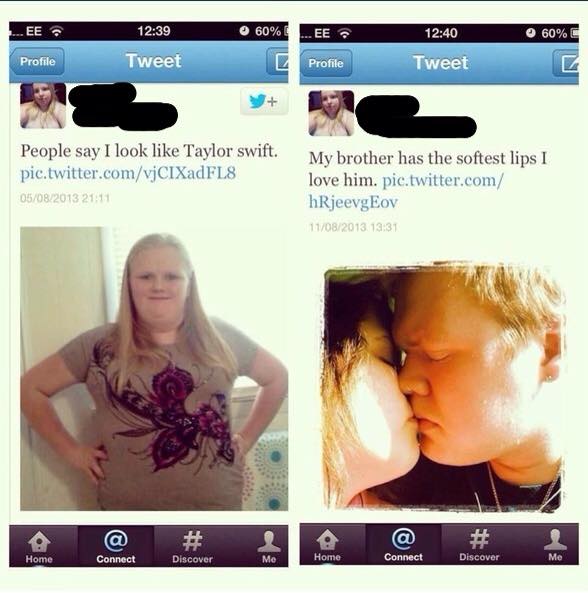 EE 12:39 60%
Profile Tweet
People say I look like Taylor swift.
pic.twitter.com/vjCIXadFL8
05/08/2013 21:11
Home Connect Discover Me
EE 12:40 60%
Profile Tweet
My brother has the softest lips I
love him. pic.twitter.com/
hRjeevgEov
11/08/2013 13:31
Home Connect Discover Me